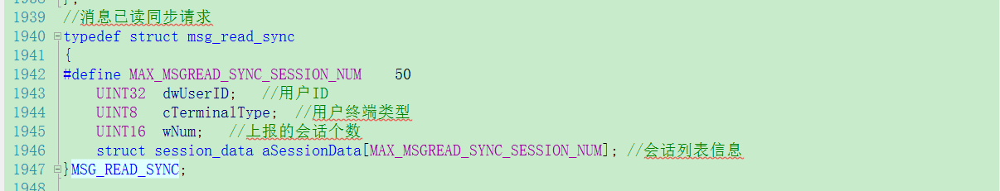 1938 };
1939 //消息已读同步请求
1940 typedef struct msg_read_sync
1941 {
1942 #define MAX_MSGREAD_SYNC_SESSION_NUM    50
1943     UINT32  dwUserID;   //用户ID
1944     UINT8   cTerminalType;  //用户终端类型
1945     UINT16  wNum;   //上报的会话个数
1946     struct session_data aSessionData[MAX_MSGREAD_SYNC_SESSION_NUM]; //会话列表信息
1947 }MSG_READ_SYNC;
1948